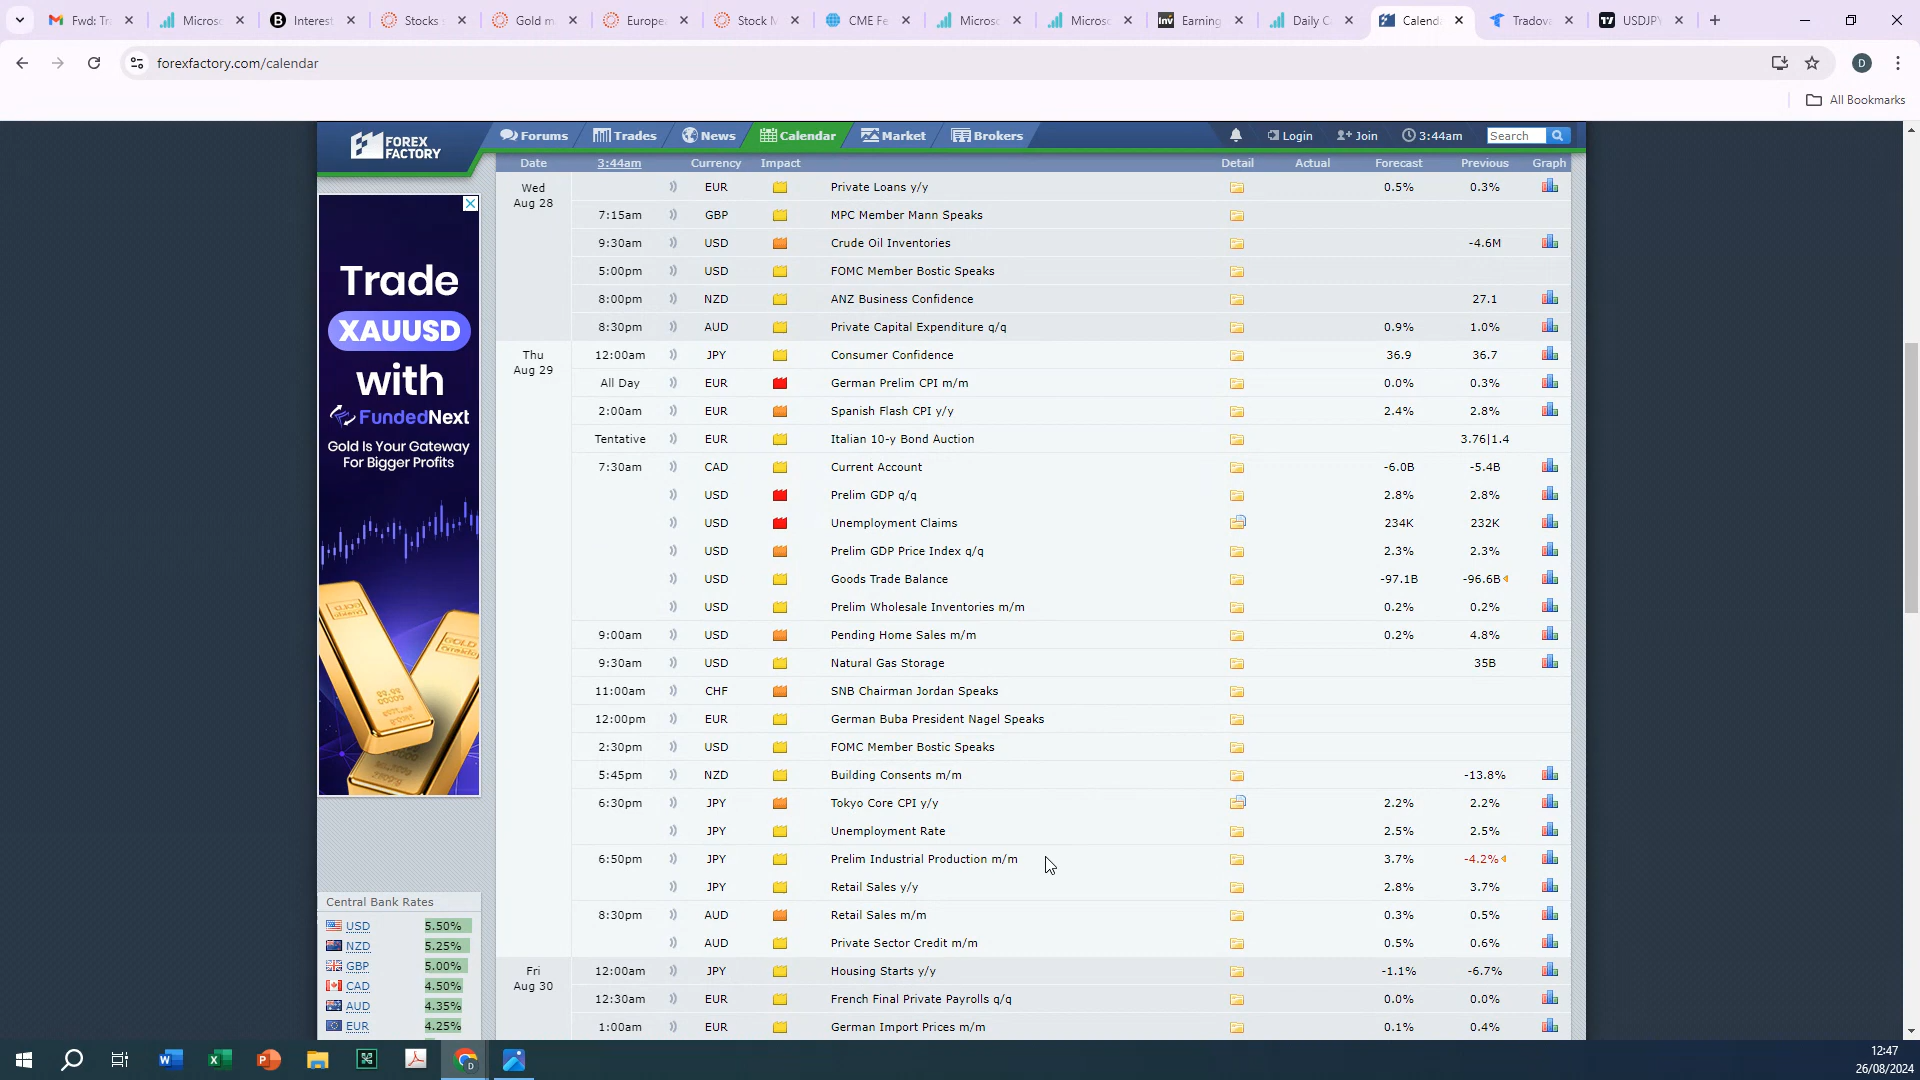 Fwd: Tr
Micros
Interest
Stocks
Gold m
Europe
Stock M
CME Fe
Micros
Micros
Earning
Daily C
Calend
Tradov
USDJPY
forexfactory.com/calendar
D
All Bookmarks
FOREX FACTORY
Forums
Trades
News
Calendar
Market
Brokers
Login
Join
3:44am
Search
Date 3:44am Currency Impact Detail Actual Forecast Previous Graph
Wed Aug 28
EUR Private Loans y/y 0.5% 0.3%
7:15am GBP MPC Member Mann Speaks
9:30am USD Crude Oil Inventories -4.6M
5:00pm USD FOMC Member Bostic Speaks
8:00pm NZD ANZ Business Confidence 27.1
8:30pm AUD Private Capital Expenditure q/q 0.9% 1.0%
Thu Aug 29
12:00am JPY Consumer Confidence 36.9 36.7
All Day EUR German Prelim CPI m/m 0.0% 0.3%
2:00am EUR Spanish Flash CPI y/y 2.4% 2.8%
Tentative EUR Italian 10-y Bond Auction 3.76|1.4
7:30am CAD Current Account -6.0B -5.4B
USD Prelim GDP q/q 2.8% 2.8%
USD Unemployment Claims 234K 232K
USD Prelim GDP Price Index q/q 2.3% 2.3%
USD Goods Trade Balance -97.1B -96.6B
USD Prelim Wholesale Inventories m/m 0.2% 0.2%
9:00am USD Pending Home Sales m/m 0.2% 4.8%
9:30am USD Natural Gas Storage 35B
11:00am CHF SNB Chairman Jordan Speaks
12:00pm EUR German Buba President Nagel Speaks
2:30pm USD FOMC Member Bostic Speaks
5:45pm NZD Building Consents m/m -13.8%
6:30pm JPY Tokyo Core CPI y/y 2.2% 2.2%
JPY Unemployment Rate 2.5% 2.5%
6:50pm JPY Prelim Industrial Production m/m 3.7% -4.2%
JPY Retail Sales y/y 2.8% 3.7%
8:30pm AUD Retail Sales m/m 0.3% 0.5%
AUD Private Sector Credit m/m 0.5% 0.6%
Fri Aug 30
12:00am JPY Housing Starts y/y -1.1% -6.7%
12:30am EUR French Final Private Payrolls q/q 0.0% 0.0%
1:00am EUR German Import Prices m/m 0.1% 0.4%
Trade
XAUUSD
with
FundedNext
Gold Is Your Gateway
For Bigger Profits
Central Bank Rates
USD 5.50%
NZD 5.25%
GBP 5.00%
CAD 4.50%
AUD 4.35%
EUR 4.25%
12:47
26/08/2024